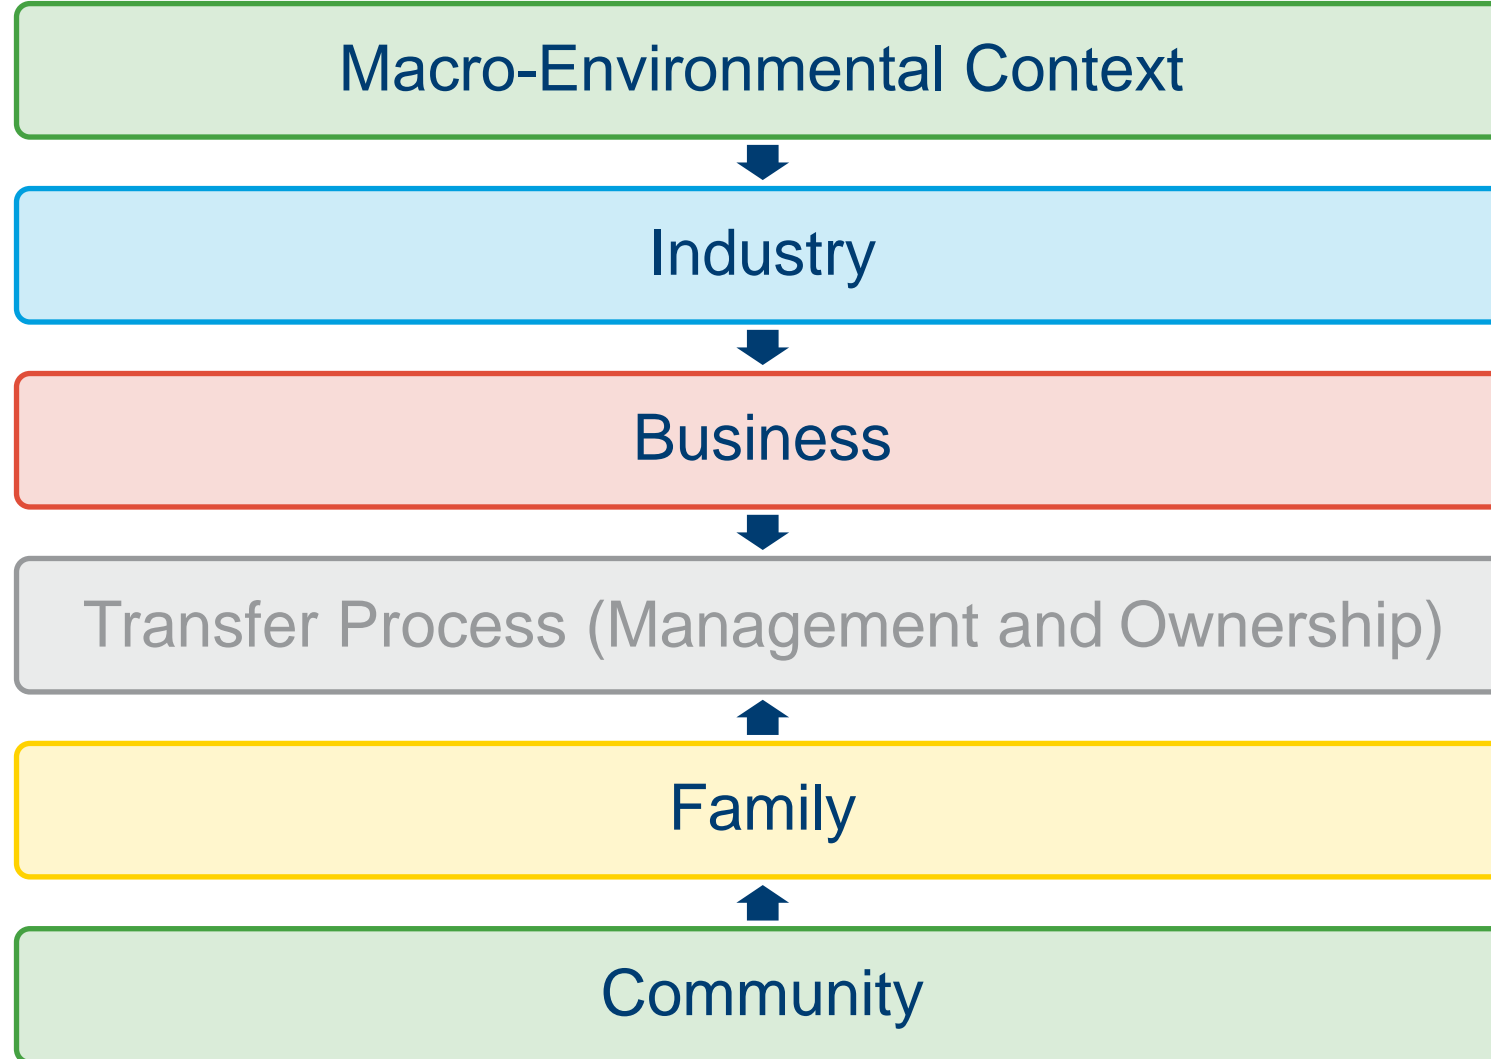 Macro-Environmental Context
Industry
Business
Transfer Process (Management and Ownership)
Family
Community